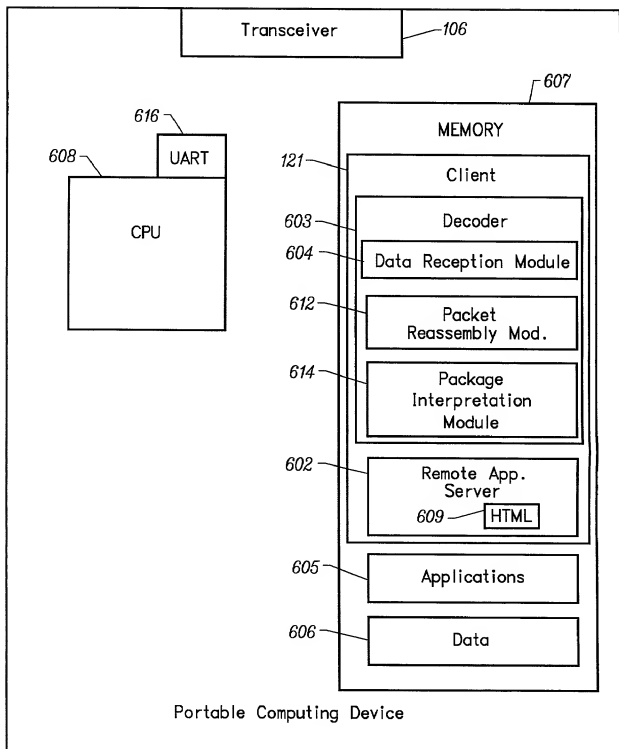 Transceiver
106
607
616
MEMORY
608
UART
121
Client
CPU
603
Decoder
604
Data Reception Module
612
Packet
Reassembly Mod.
614
Package
Interpretation
Module
602
Remote App.
Server
609
HTML
605
Applications
606
Data
Portable Computing Device